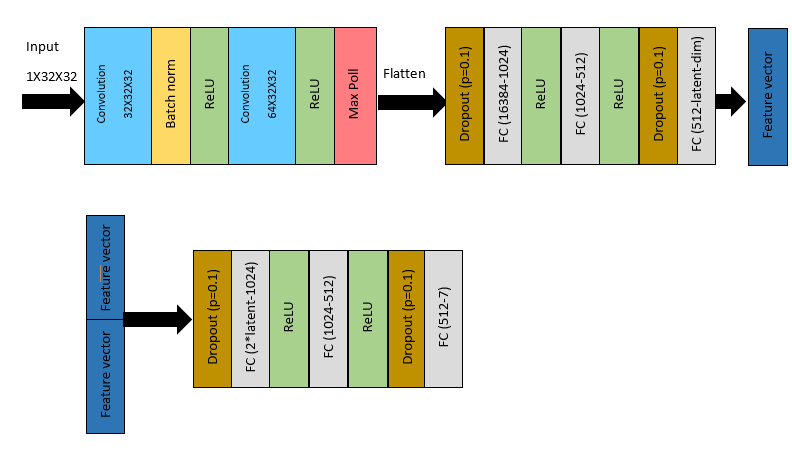 Input
1X32X32
Convolution
32X32X32
Batch norm
ReLU
Convolution
64X32X32
ReLU
Max Poll
Flatten
Dropout (p=0.1)
FC (16384-1024)
ReLU
FC (1024-512)
ReLU
Dropout (p=0.1)
FC (512-latent-dim)
Feature vector
Feature vector
Feature vector
Dropout (p=0.1)
FC (2*latent-1024)
ReLU
FC (1024-512)
ReLU
Dropout (p=0.1)
FC (512-7)